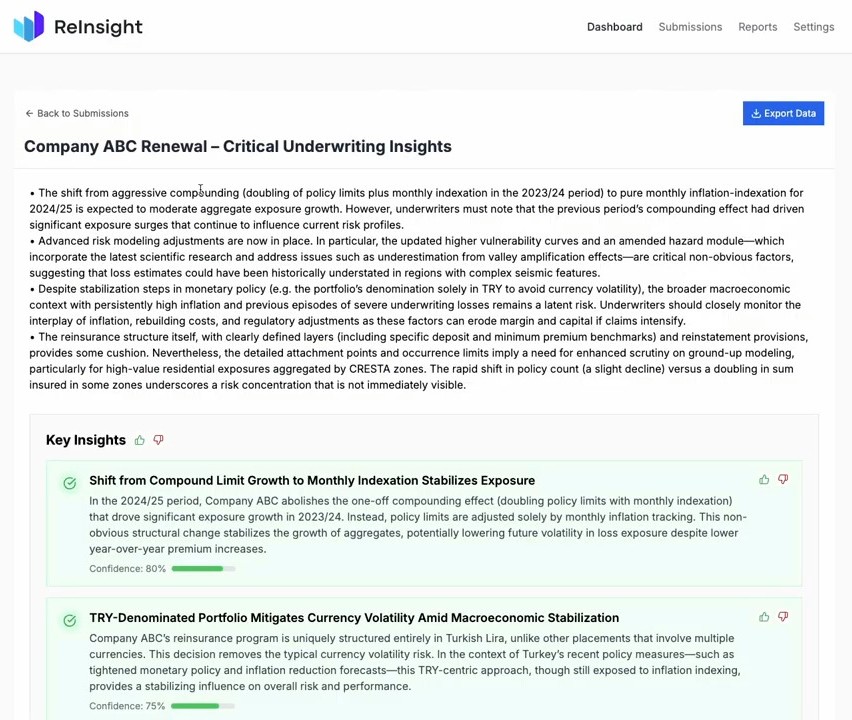 ReInsight
Dashboard
Submissions
Reports
Settings
← Back to Submissions
Export Data
Company ABC Renewal – Critical Underwriting Insights
• The shift from aggressive compounding (doubling of policy limits plus monthly indexation in the 2023/24 period) to pure monthly inflation-indexation for
2024/25 is expected to moderate aggregate exposure growth. However, underwriters must note that the previous period's compounding effect had driven
significant exposure surges that continue to influence current risk profiles.
• Advanced risk modeling adjustments are now in place. In particular, the updated higher vulnerability curves and an amended hazard module—which
incorporate the latest scientific research and address issues such as underestimation from valley amplification effects—are critical non-obvious factors,
suggesting that loss estimates could have been historically understated in regions with complex seismic features.
• Despite stabilization steps in monetary policy (e.g. the portfolio's denomination solely in TRY to avoid currency volatility), the broader macroeconomic
context with persistently high inflation and previous episodes of severe underwriting losses remains a latent risk. Underwriters should closely monitor the
interplay of inflation, rebuilding costs, and regulatory adjustments as these factors can erode margin and capital if claims intensify.
• The reinsurance structure itself, with clearly defined layers (including specific deposit and minimum premium benchmarks) and reinstatement provisions,
provides some cushion. Nevertheless, the detailed attachment points and occurrence limits imply a need for enhanced scrutiny on ground-up modeling,
particularly for high-value residential exposures aggregated by CRESTA zones. The rapid shift in policy count (a slight decline) versus a doubling in sum
insured in some zones underscores a risk concentration that is not immediately visible.
Key Insights
Shift from Compound Limit Growth to Monthly Indexation Stabilizes Exposure
In the 2024/25 period, Company ABC abolishes the one-off compounding effect (doubling policy limits with monthly indexation)
that drove significant exposure growth in 2023/24. Instead, policy limits are adjusted solely by monthly inflation tracking. This non-
obvious structural change stabilizes the growth of aggregates, potentially lowering future volatility in loss exposure despite lower
year-over-year premium increases.
Confidence: 80%
TRY-Denominated Portfolio Mitigates Currency Volatility Amid Macroeconomic Stabilization
Company ABC's reinsurance program is uniquely structured entirely in Turkish Lira, unlike other placements that involve multiple
currencies. This decision removes the typical currency volatility risk. In the context of Turkey's recent policy measures—such as
tightened monetary policy and inflation reduction forecasts—this TRY-centric approach, though still exposed to inflation indexing,
provides a stabilizing influence on overall risk and performance.
Confidence: 75%